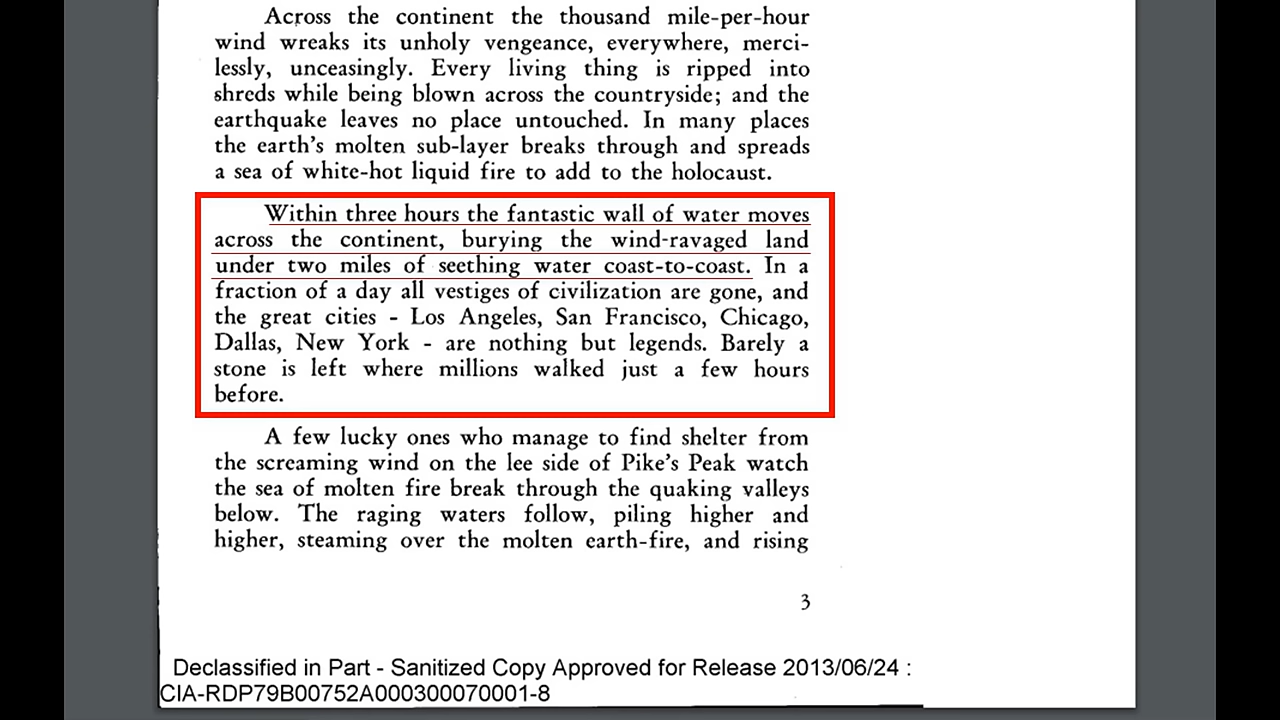 Across the continent the thousand mile-per-hour
wind wreaks its unholy vengeance, everywhere, merci-
lessly, unceasingly. Every living thing is ripped into
shreds while being blown across the countryside; and the
earthquake leaves no place untouched. In many places
the earth's molten sub-layer breaks through and spreads
a sea of white-hot liquid fire to add to the holocaust.
Within three hours the fantastic wall of water moves
across the continent, burying the wind-ravaged land
under two miles of seething water coast-to-coast. In a
fraction of a day all vestiges of civilization are gone, and
the great cities - Los Angeles, San Francisco, Chicago,
Dallas, New York - are nothing but legends. Barely a
stone is left where millions walked just a few hours
before.
A few lucky ones who manage to find shelter from
the screaming wind on the lee side of Pike's Peak watch
the sea of molten fire break through the quaking valleys
below. The raging waters follow, piling higher and
higher, steaming over the molten earth-fire, and rising
3
Declassified in Part - Sanitized Copy Approved for Release 2013/06/24 :
CIA-RDP79B00752A000300070001-8